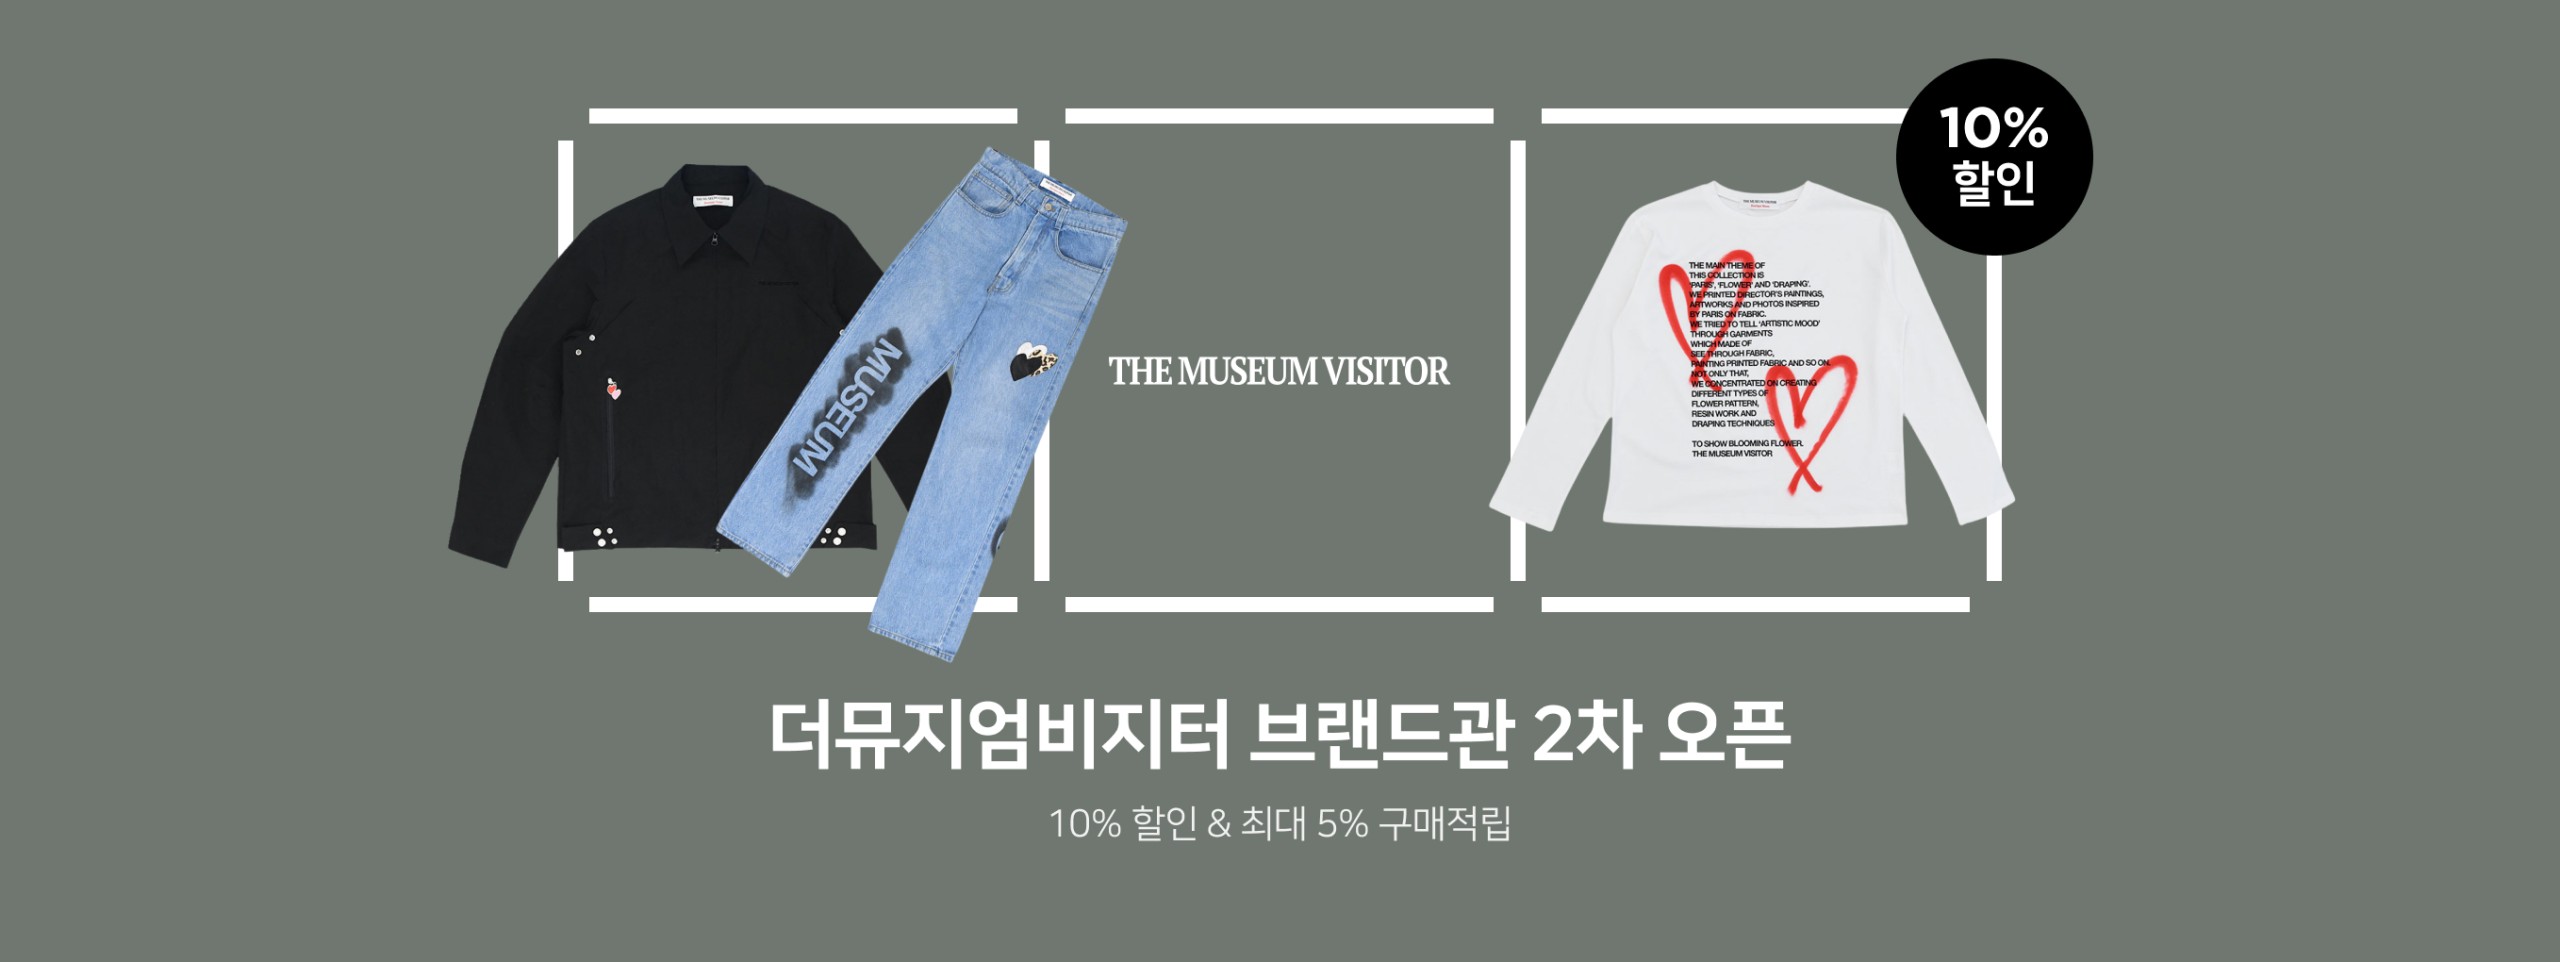 10%
할인
MUSEUM
THE MUSEUM VISITOR
THE MAIN THEME OF
THIS COLLECTION IS
'PARIS', 'FLOWER' AND 'DRAPING'.
WE PRINTED DIRECTOR'S PAINTINGS,
ARTWORKS AND PHOTOS INSPIRED
BY PARIS ON FABRIC.
WE TRIED TO TELL 'ARTISTIC MOOD'
THROUGH GARMENTS
WHICH MADE OF
SEE THROUGH FABRIC,
PAINTING PRINTED FABRIC AND SO ON.
NOT ONLY THAT,
WE CONCENTRATED ON CREATING
DIFFERENT TYPES OF
FLOWER PATTERN,
RESIN WORK AND
DRAPING TECHNIQUES
TO SHOW BLOOMING FLOWER.
THE MUSEUM VISITOR
더뮤지엄비지터 브랜드관 2차 오픈
10% 할인 & 최대 5% 구매적립